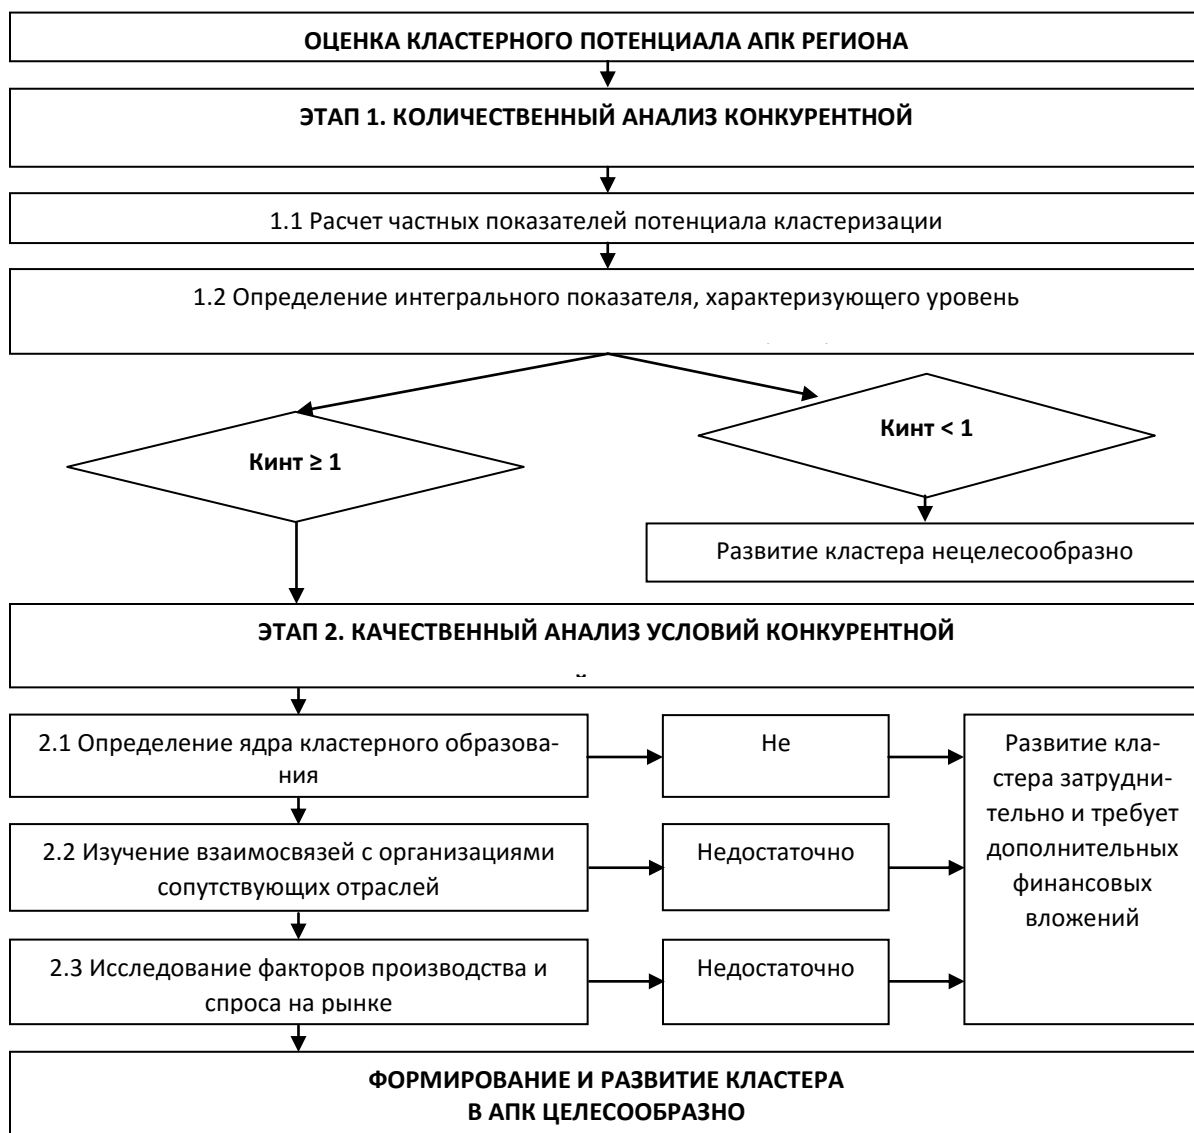 ОЦЕНКА КЛАСТЕРНОГО ПОТЕНЦИАЛА АПК РЕГИОНА
ЭТАП 1. КОЛИЧЕСТВЕННЫЙ АНАЛИЗ КОНКУРЕНТНОЙ
1.1 Расчет частных показателей потенциала кластеризации
1.2 Определение интегрального показателя, характеризующего уровень
Кинт ≥ 1
Кинт < 1
Развитие кластера нецелесообразно
ЭТАП 2. КАЧЕСТВЕННЫЙ АНАЛИЗ УСЛОВИЙ КОНКУРЕНТНОЙ
2.1 Определение ядра кластерного образова-
ния
Не
2.2 Изучение взаимосвязей с организациями
сопутствующих отраслей
Недостаточно
2.3 Исследование факторов производства и
спроса на рынке
Недостаточно
Развитие кла-
стера затрудни-
тельно и требует
дополнительных
финансовых
вложений
ФОРМИРОВАНИЕ И РАЗВИТИЕ КЛАСТЕРА
В АПК ЦЕЛЕСООБРАЗНО